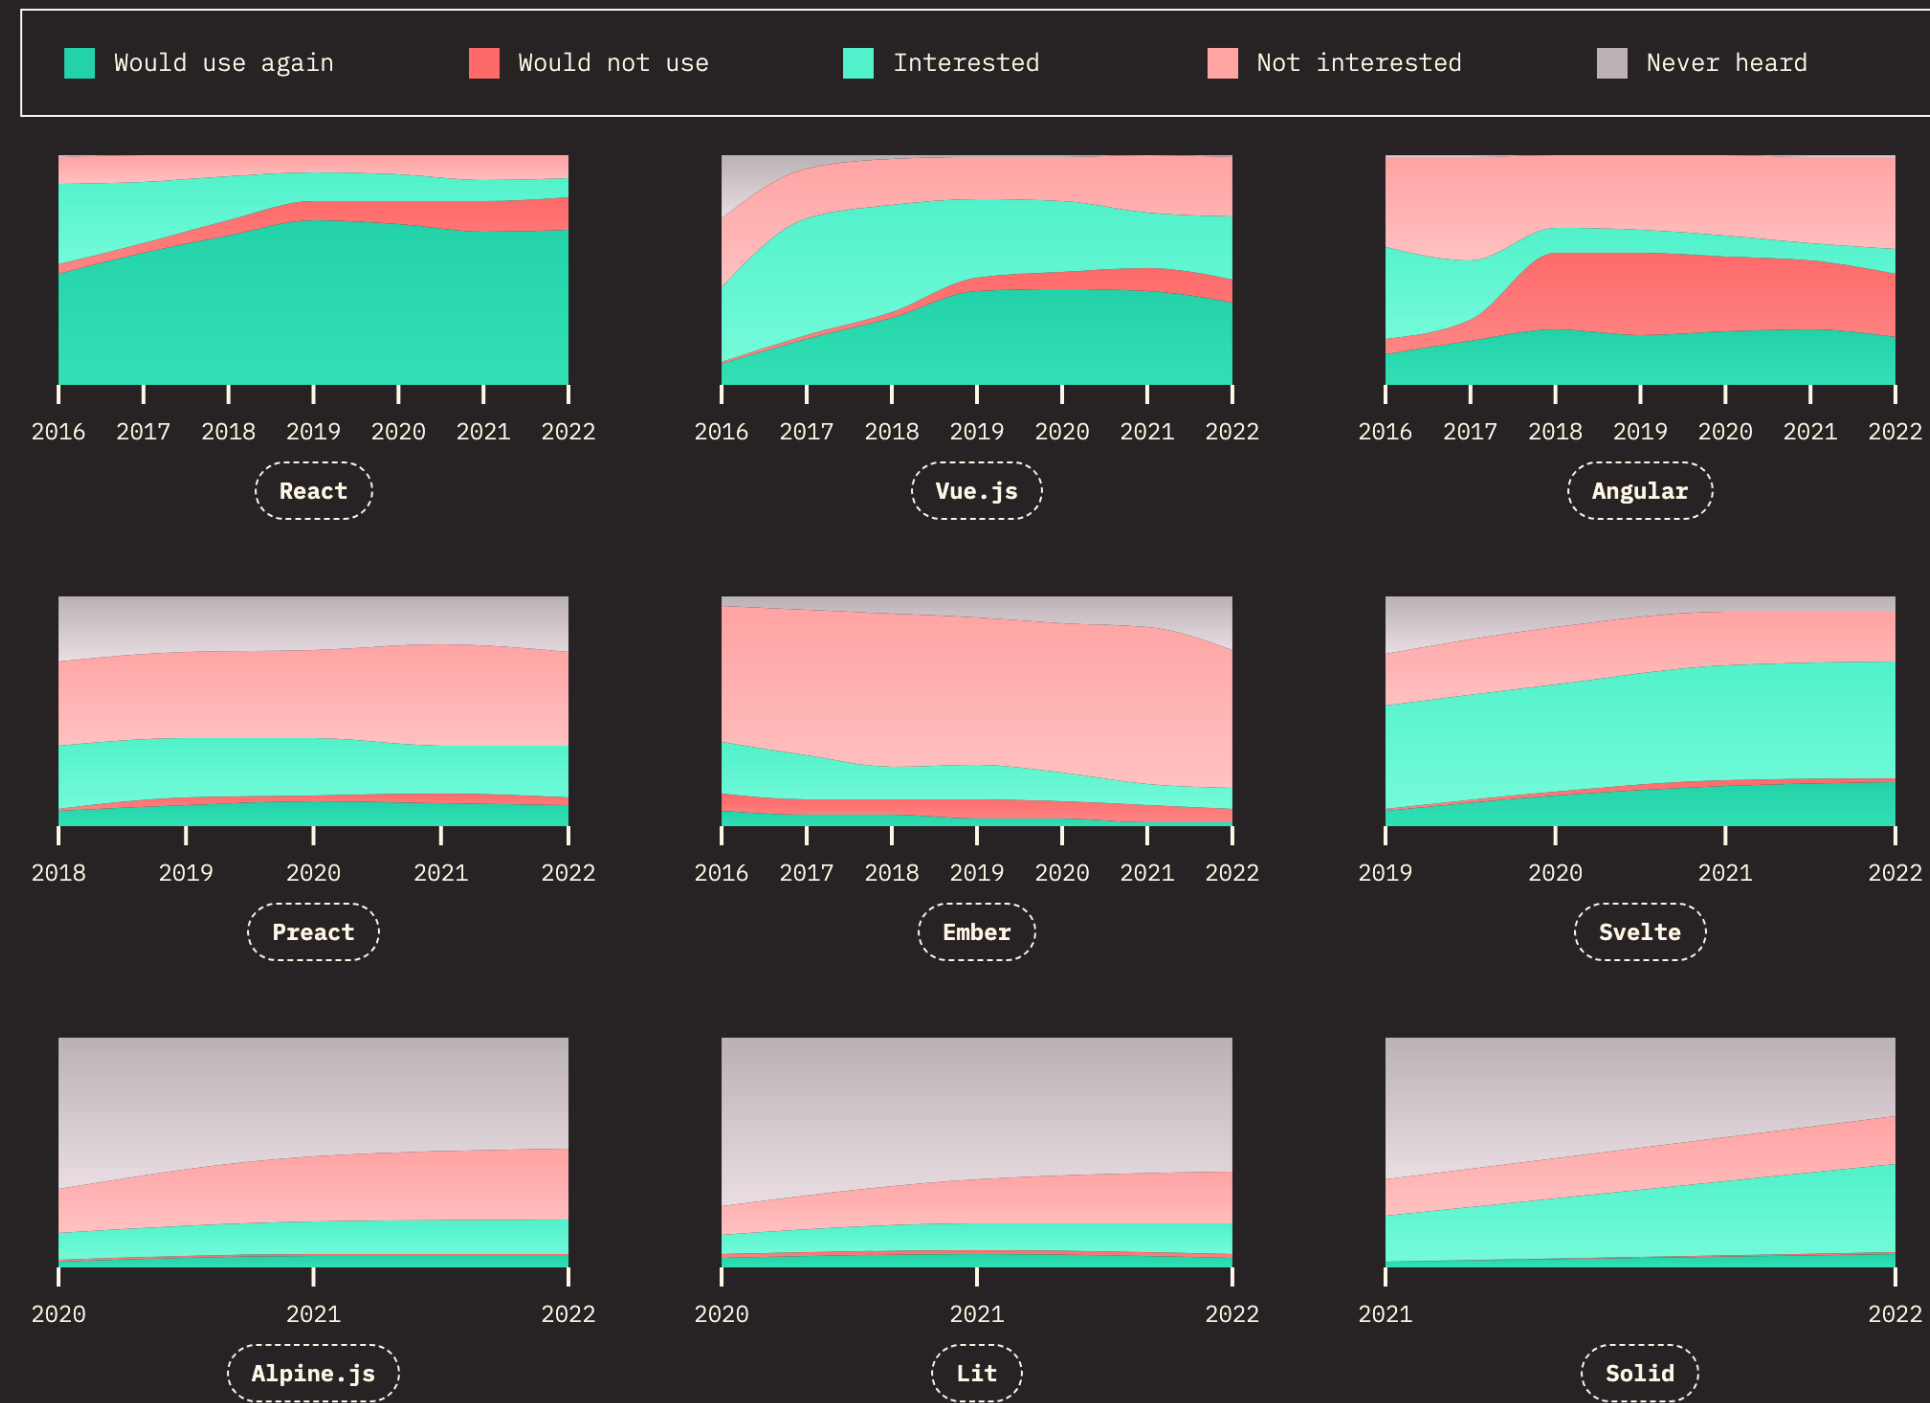 Would use again Would not use Interested Not interested Never heard
2016 2017 2018 2019 2020 2021 2022
React
2016 2017 2018 2019 2020 2021 2022
Vue.js
2016 2017 2018 2019 2020 2021 2022
Angular
2018 2019 2020 2021 2022
Preact
2016 2017 2018 2019 2020 2021 2022
Ember
2019 2020 2021 2022
Svelte
2020 2021 2022
Alpine.js
2020 2021 2022
Lit
2021 2022
Solid